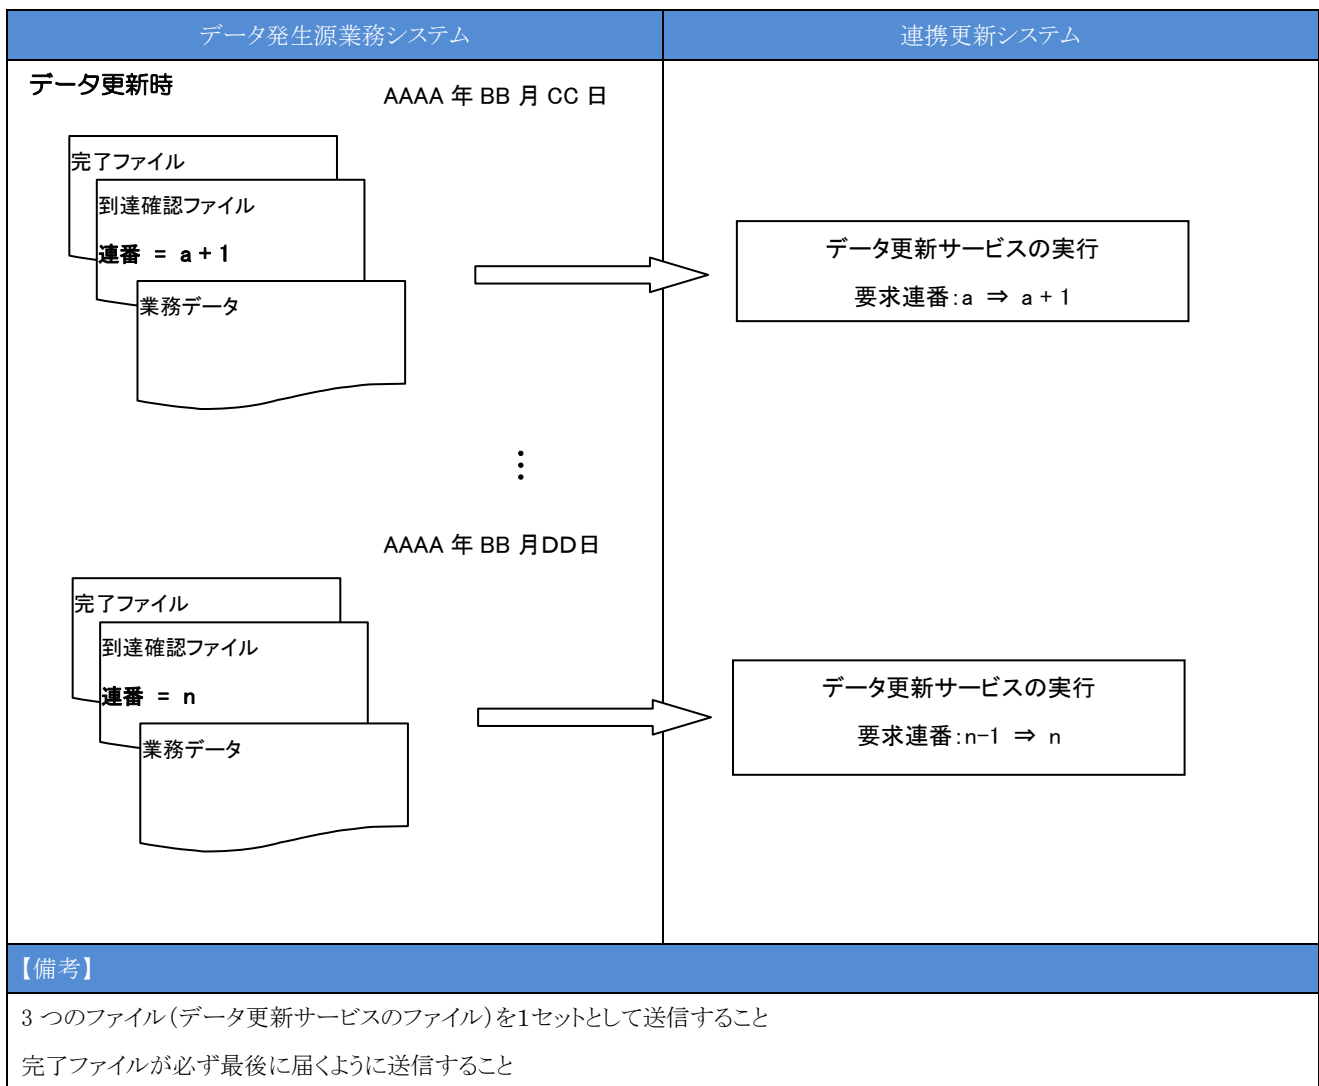 データ発生源業務システム
連携更新システム
データ更新時
AAAA 年 BB 月 CC 日
完了ファイル
到達確認ファイル
連番 = a + 1
業務データ
データ更新サービスの実行
要求連番:a ⇒ a + 1
⋮
AAAA 年 BB 月DD日
完了ファイル
到達確認ファイル
連番 = n
業務データ
データ更新サービスの実行
要求連番:n-1 ⇒ n
【備考】
3 つのファイル(データ更新サービスのファイル)を1セットとして送信すること
完了ファイルが必ず最後に届くように送信すること